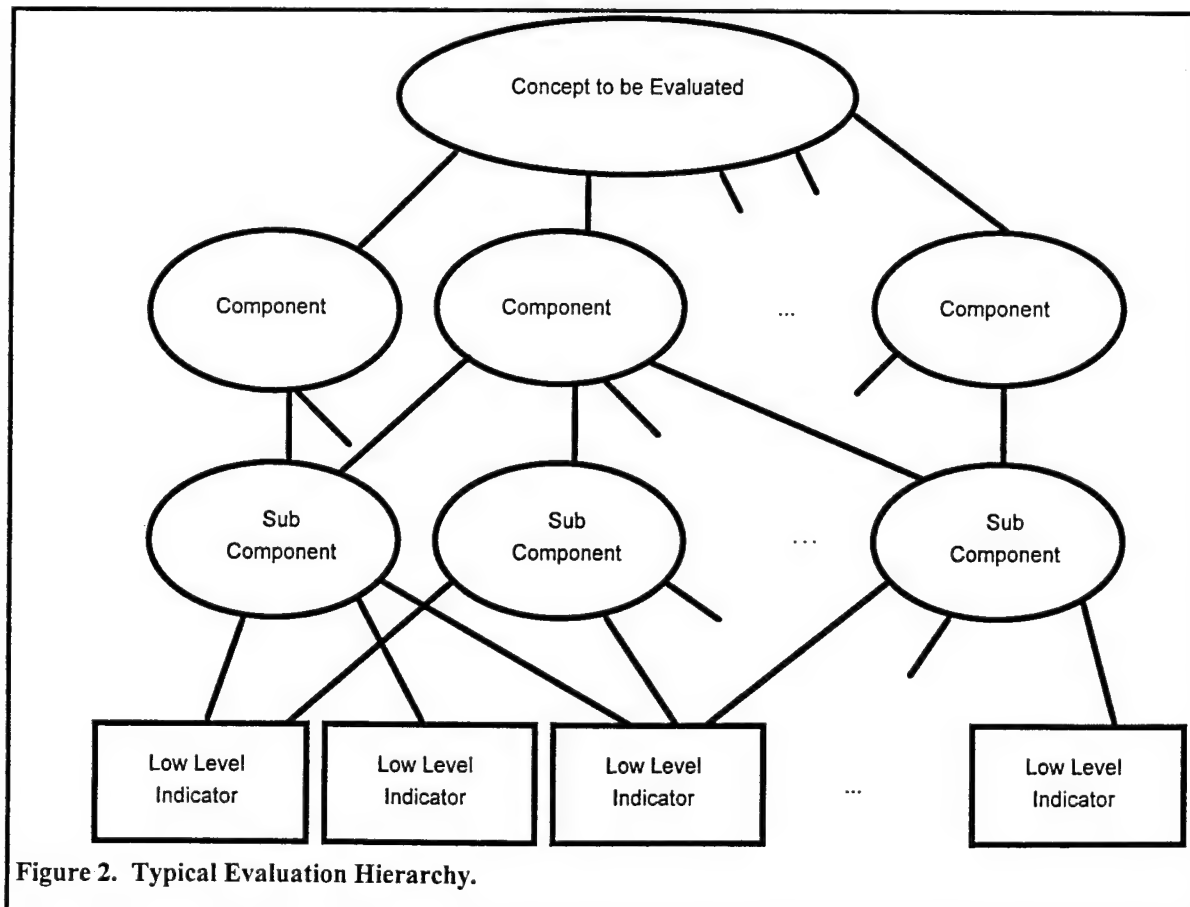 Concept to be Evaluated
Component
Component
...
Component
Sub
Component
Sub
Component
...
Sub
Component
Low Level
Indicator
Low Level
Indicator
Low Level
Indicator
...
Low Level
Indicator
Figure 2. Typical Evaluation Hierarchy.